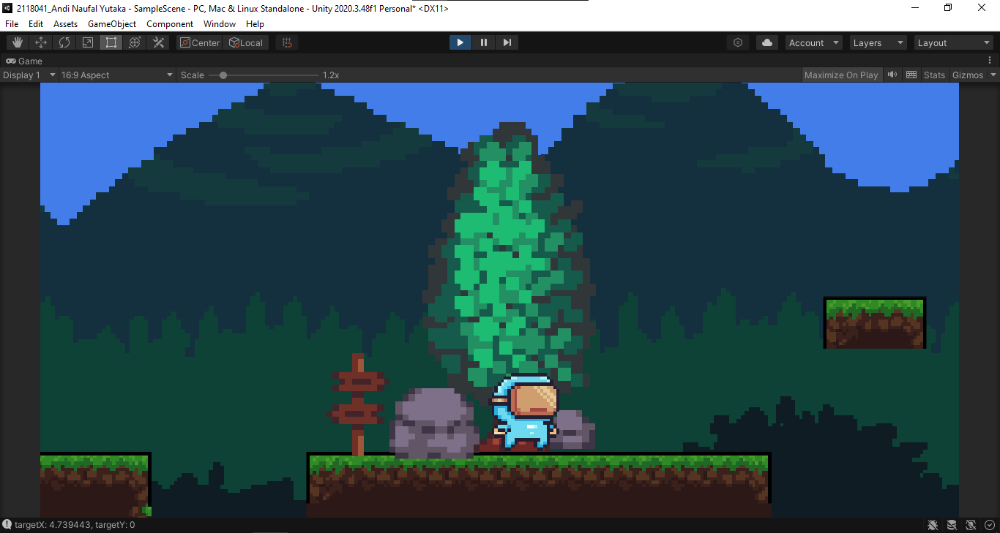 2118041_Andi Naufal Yutaka - SampleScene - PC, Mac & Linux Standalone - Unity 2020.3.48f1 Personal* <DX11>
File Edit Assets GameObject Component Window Help
Center Local Account Layers Layout
Game
Display 1 16:9 Aspect Scale 1.2x Maximize On Play Stats Gizmos
targetX: 4.739443, targetY: 0